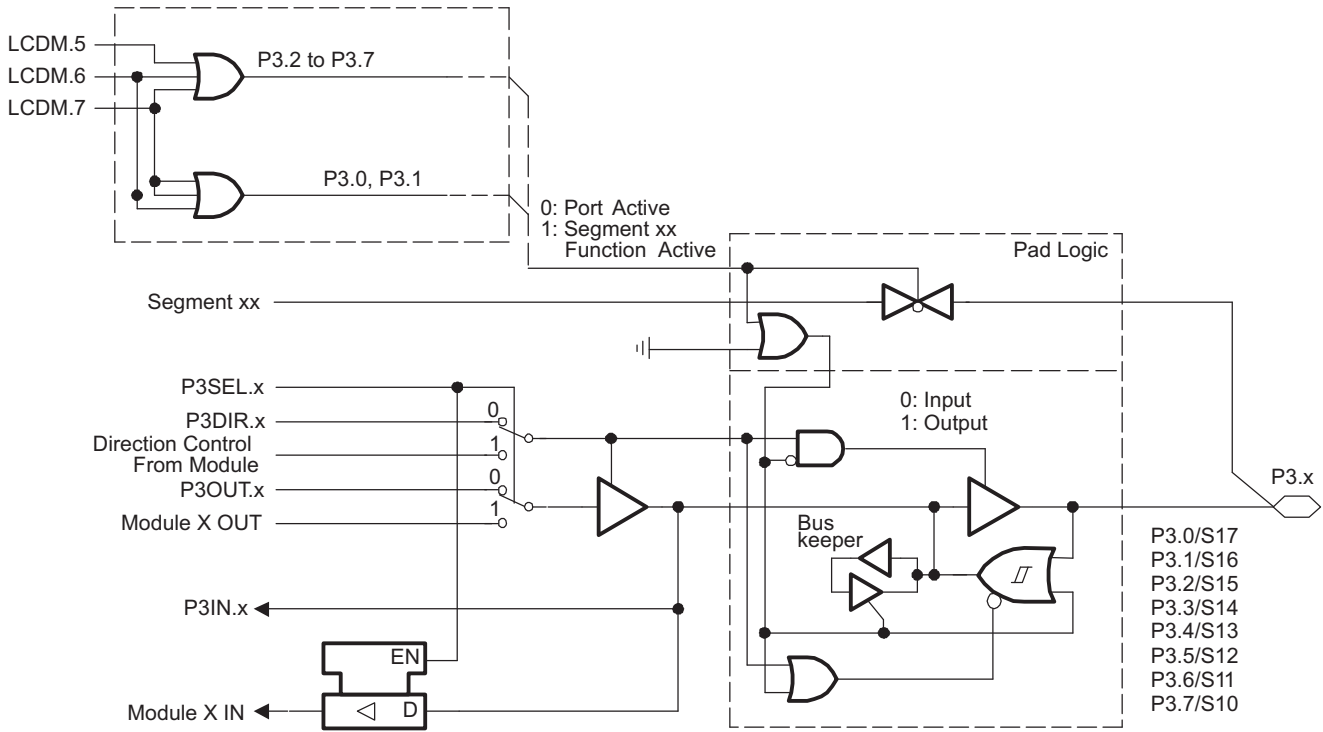 LCDM.5
LCDM.6
LCDM.7
P3.2 to P3.7
P3.0, P3.1
0: Port Active
1: Segment xx
Function Active
Pad Logic
Segment xx
P3SEL.x
P3DIR.x
Direction Control
From Module
P3OUT.x
Module X OUT
0
1
0
1
0: Input
1: Output
Bus
keeper
P3.x
P3.0/S17
P3.1/S16
P3.2/S15
P3.3/S14
P3.4/S13
P3.5/S12
P3.6/S11
P3.7/S10
P3IN.x
EN
D
Module X IN